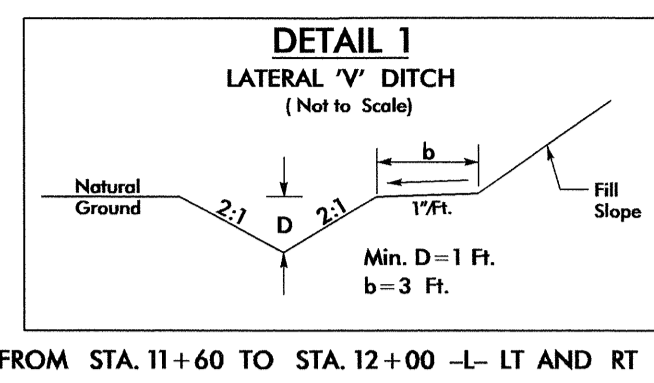 DETAIL 1
LATERAL 'V' DITCH
( Not to Scale)
b
Natural
Ground
2:1
D
2:1
1"/Ft.
Fill
Slope
Min. D=1 Ft.
b=3 Ft.
FROM STA. 11+60 TO STA. 12+00 -L- LT AND RT